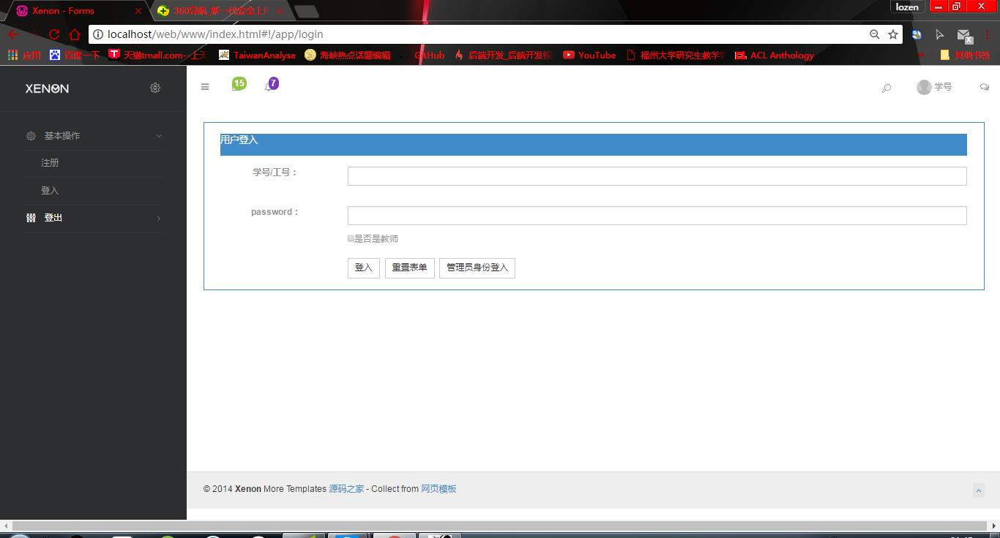 Xenon - Forms
360导航_新一代安全上
lozen
localhost/web/www/index.html#!/app/login
应用
百度一下
天猫tmall.com--上天
TaiwanAnalyse
海峡热点话题编辑
GitHub
后端开发_后端开发视
YouTube
福州大学研究生教学管
ACL Anthology
其他书签
XENON
15
7
学号
基本操作
注册
登入
登出
用户登入
学号/工号：
password：
是否是教师
登入
重置表单
管理员身份登入
© 2014 Xenon More Templates 源码之家 - Collect from 网页模板